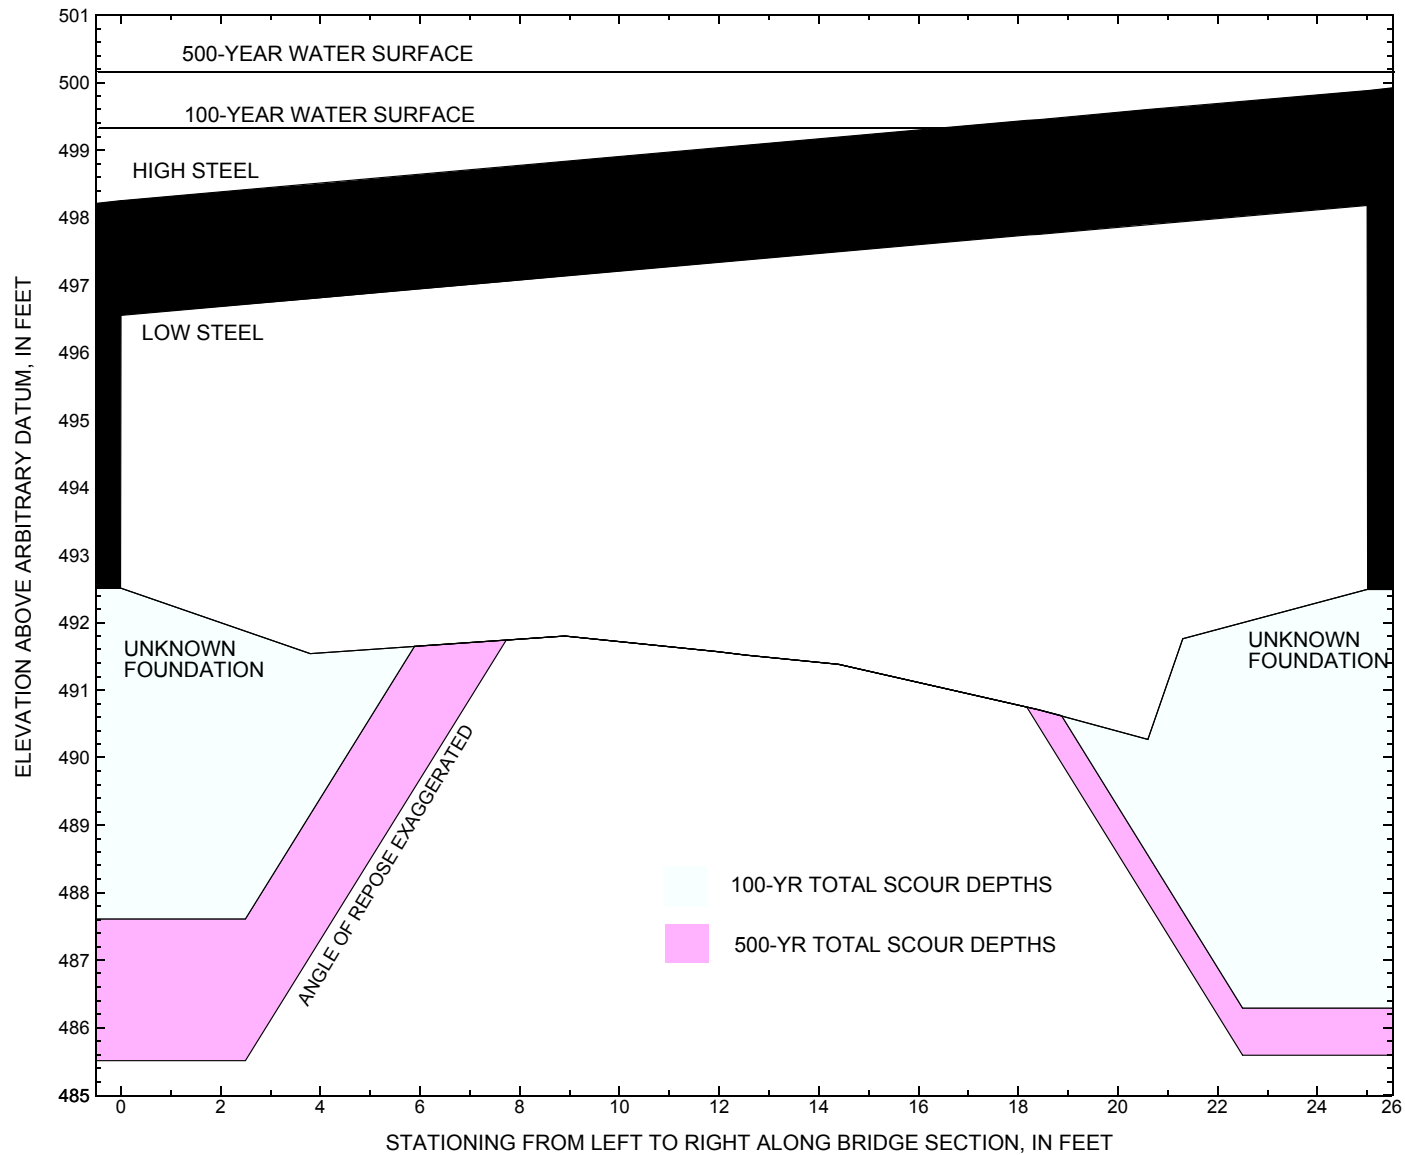 501
500
499
498
497
496
495
494
493
492
491
490
489
488
487
486
485
ELEVATION ABOVE ARBITRARY DATUM, IN FEET
500-YEAR WATER SURFACE
100-YEAR WATER SURFACE
HIGH STEEL
LOW STEEL
UNKNOWN
FOUNDATION
UNKNOWN
FOUNDATION
ANGLE OF REPOSE EXAGGERATED
100-YR TOTAL SCOUR DEPTHS
500-YR TOTAL SCOUR DEPTHS
0 2 4 6 8 10 12 14 16 18 20 22 24 26
STATIONING FROM LEFT TO RIGHT ALONG BRIDGE SECTION, IN FEET